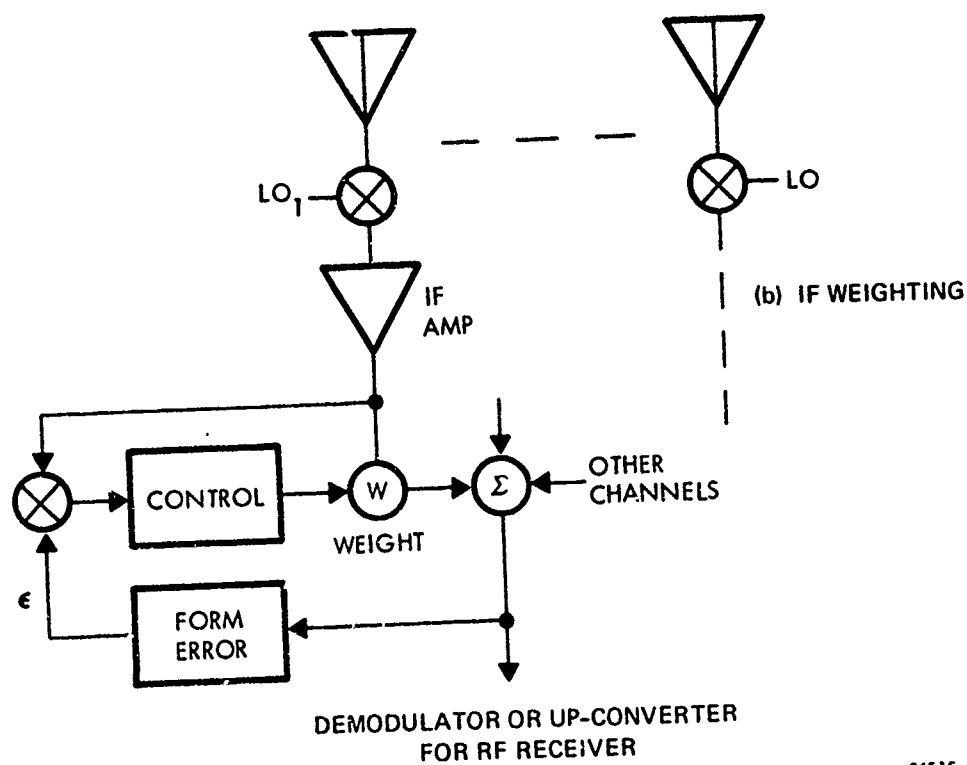 LO1
LO
IF
AMP
(b) IF WEIGHTING
OTHER
CHANNELS
CONTROL
W
Σ
WEIGHT
ϵ
FORM
ERROR
DEMODULATOR OR UP-CONVERTER
FOR RF RECEIVER